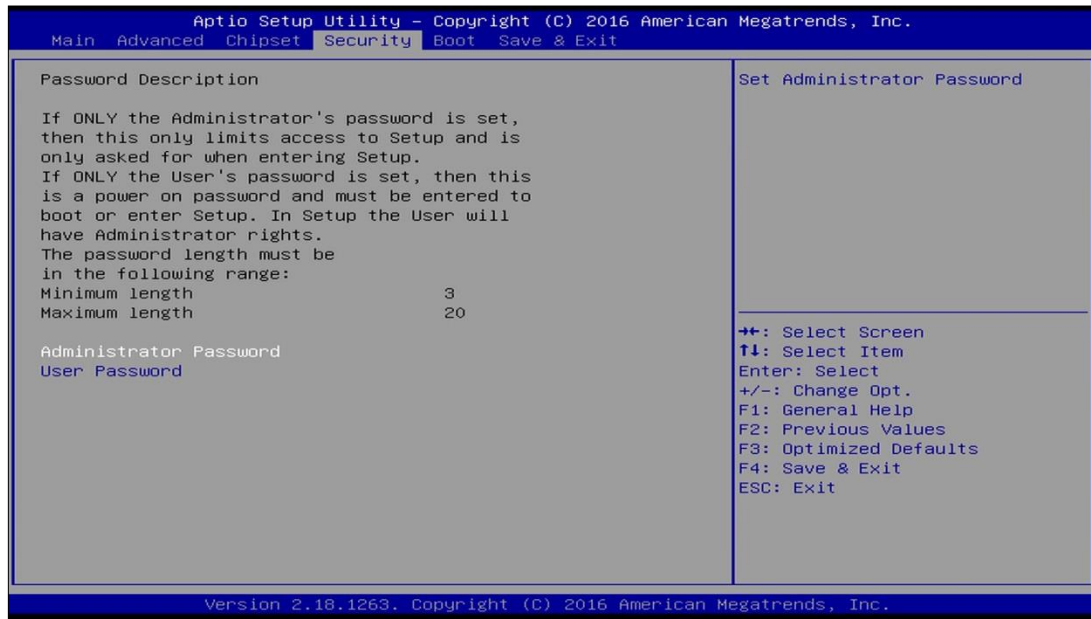 Aptio Setup Utility – Copyright (C) 2016 American Megatrends, Inc.
Main Advanced Chipset Security Boot Save & Exit
Password Description
If ONLY the Administrator's password is set,
then this only limits access to Setup and is
only asked for when entering Setup.
If ONLY the User's password is set, then this
is a power on password and must be entered to
boot or enter Setup. In Setup the User will
have Administrator rights.
The password length must be
in the following range:
Minimum length 3
Maximum length 20
Administrator Password
User Password
Set Administrator Password
→←: Select Screen
↑↓: Select Item
Enter: Select
+/-: Change Opt.
F1: General Help
F2: Previous Values
F3: Optimized Defaults
F4: Save & Exit
ESC: Exit
Version 2.18.1263. Copyright (C) 2016 American Megatrends, Inc.